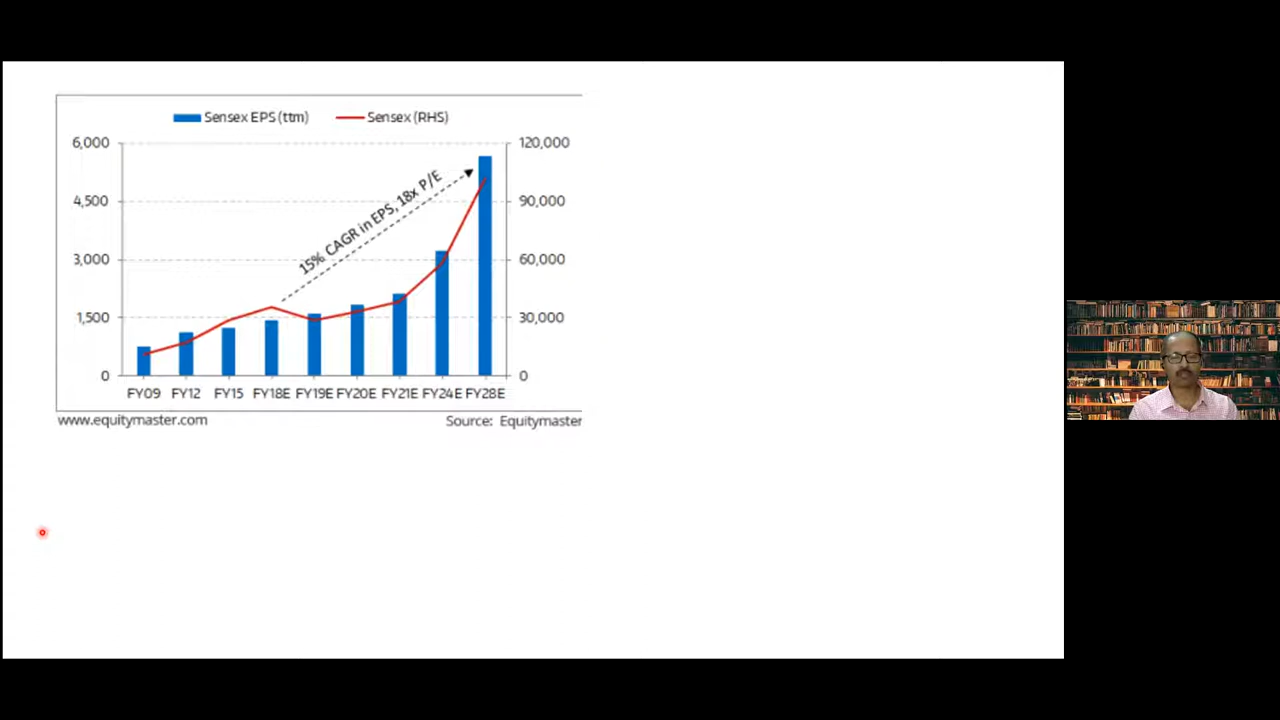 Sensex EPS (ttm) Sensex (RHS)
6,000 120,000
4,500 90,000
3,000 60,000
1,500 30,000
0 0
15% CAGR in EPS, 18x P/E
FY09 FY12 FY15 FY18E FY19E FY20E FY21E FY24E FY28E
www.equitymaster.com Source: Equitymaster